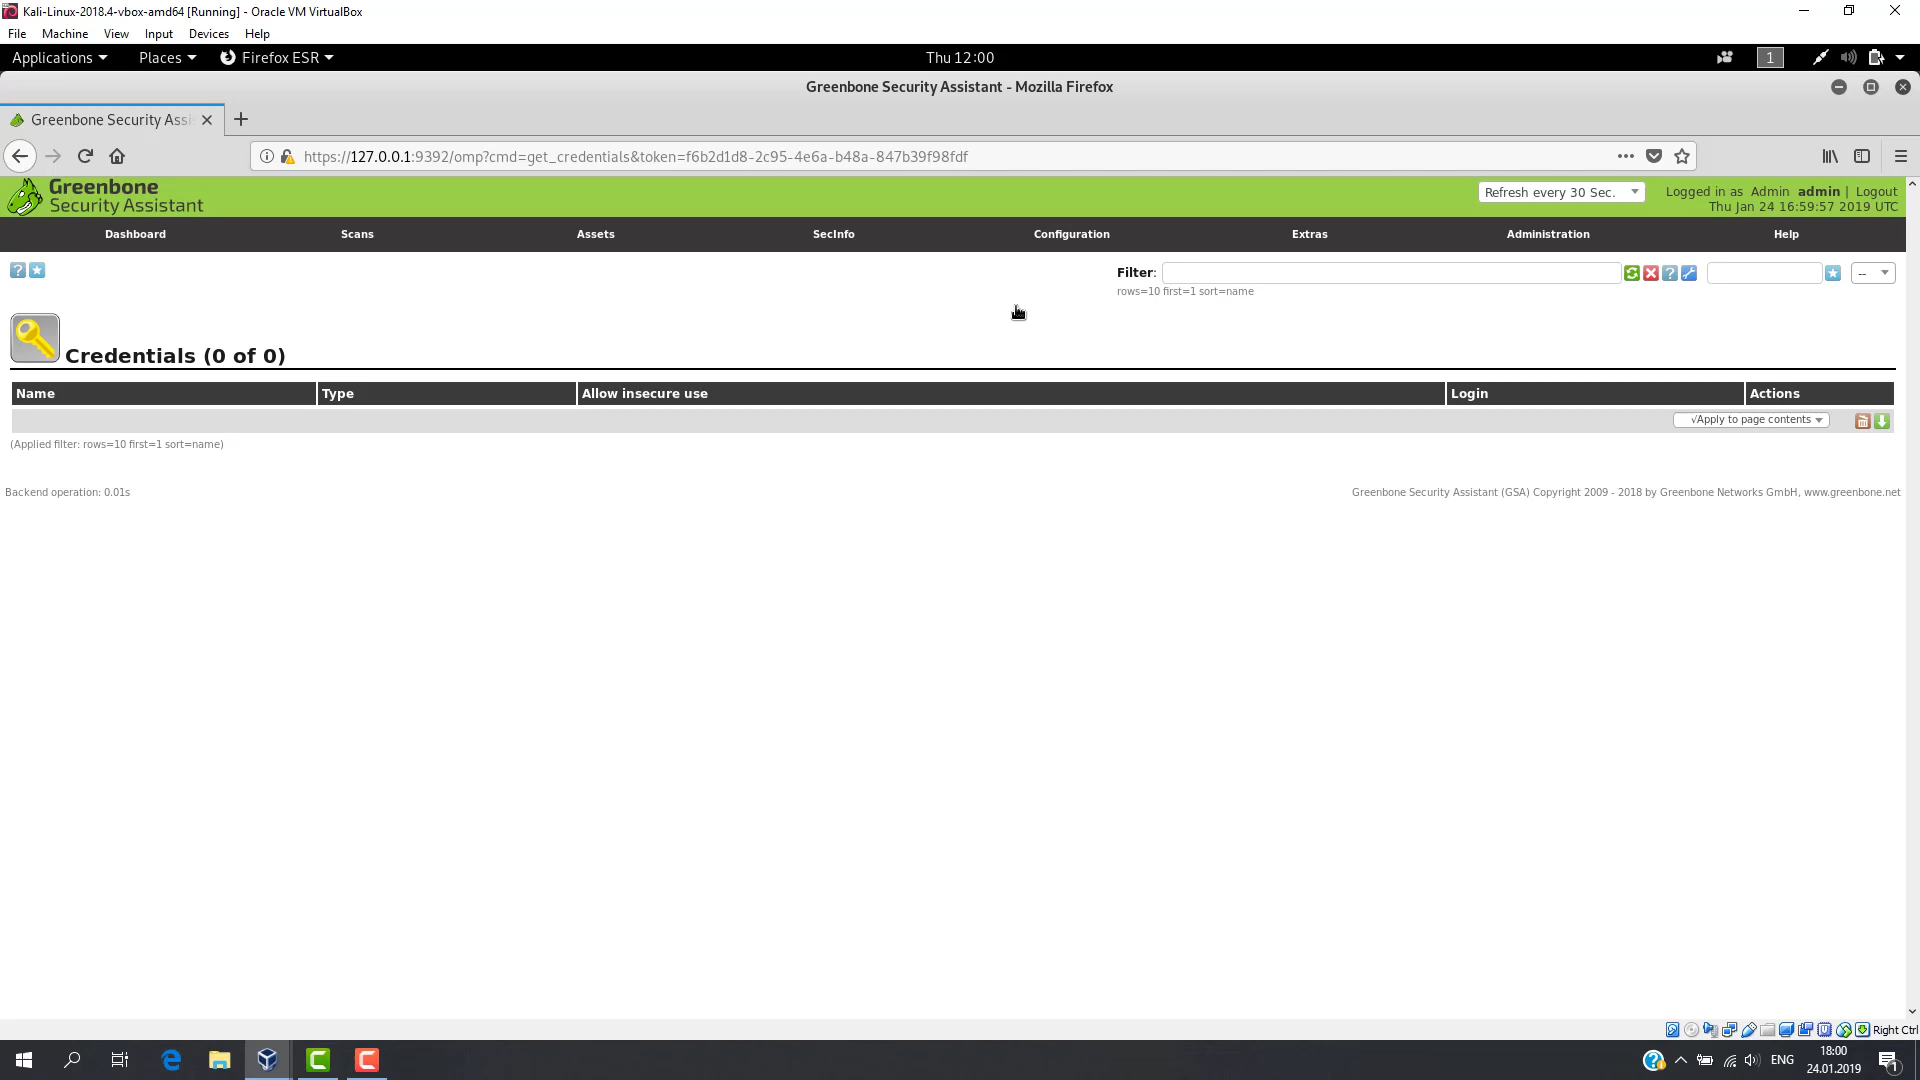 Kali-Linux-2018.4-vbox-amd64 [Running] - Oracle VM VirtualBox
File Machine View Input Devices Help
Applications Places Firefox ESR Thu 12:00 1
Greenbone Security Assistant - Mozilla Firefox
Greenbone Security Assi
https://127.0.0.1:9392/omp?cmd=get_credentials&token=f6b2d1d8-2c95-4e6a-b48a-847b39f98fdf
Greenbone
Security Assistant
Refresh every 30 Sec. Logged in as Admin admin | Logout
Thu Jan 24 16:59:57 2019 UTC
Dashboard Scans Assets SecInfo Configuration Extras Administration Help
Filter: --
rows=10 first=1 sort=name
Credentials (0 of 0)
Name Type Allow insecure use Login Actions
√Apply to page contents
(Applied filter: rows=10 first=1 sort=name)
Backend operation: 0.01s Greenbone Security Assistant (GSA) Copyright 2009 - 2018 by Greenbone Networks GmbH, www.greenbone.net
Right Ctrl
ENG 18:00
24.01.2019 1